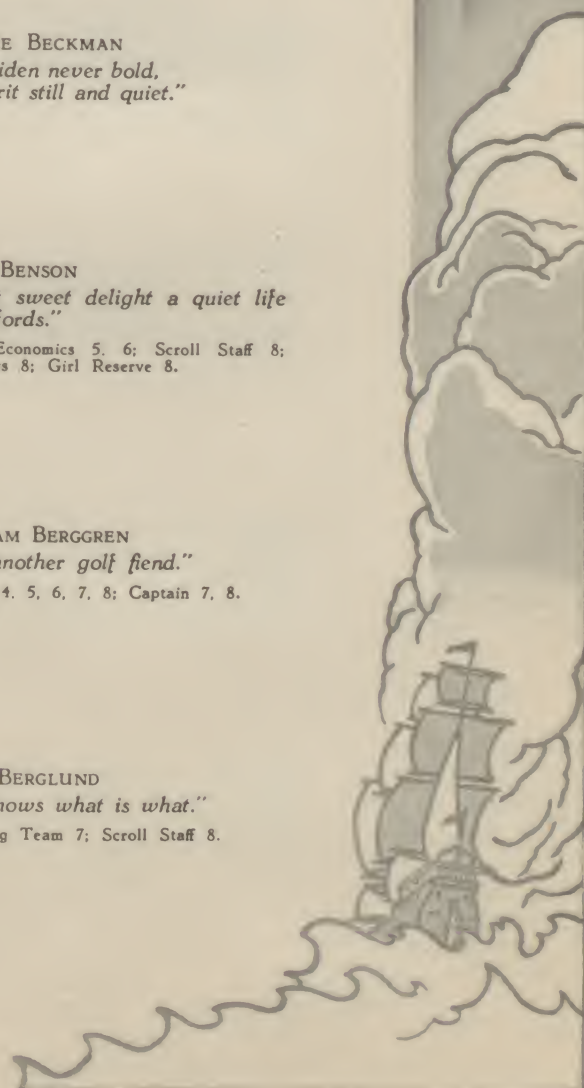 E BECKMAN
iden never bold,
rit still and quiet."
BENSON
sweet delight a quiet life
fords."
Economics 5, 6; Scroll Staff 8;
s 8; Girl Reserve 8.
AM BERGGREN
nother golf fiend."
4, 5, 6, 7, 8; Captain 7, 8.
BERGLUND
nows what is what."
g Team 7; Scroll Staff 8.